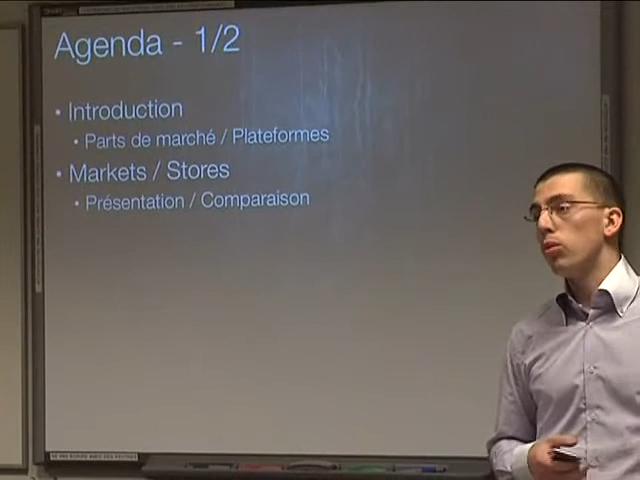 Agenda - 1/2
• Introduction
• Parts de marché / Plateformes
• Markets / Stores
• Présentation / Comparaison